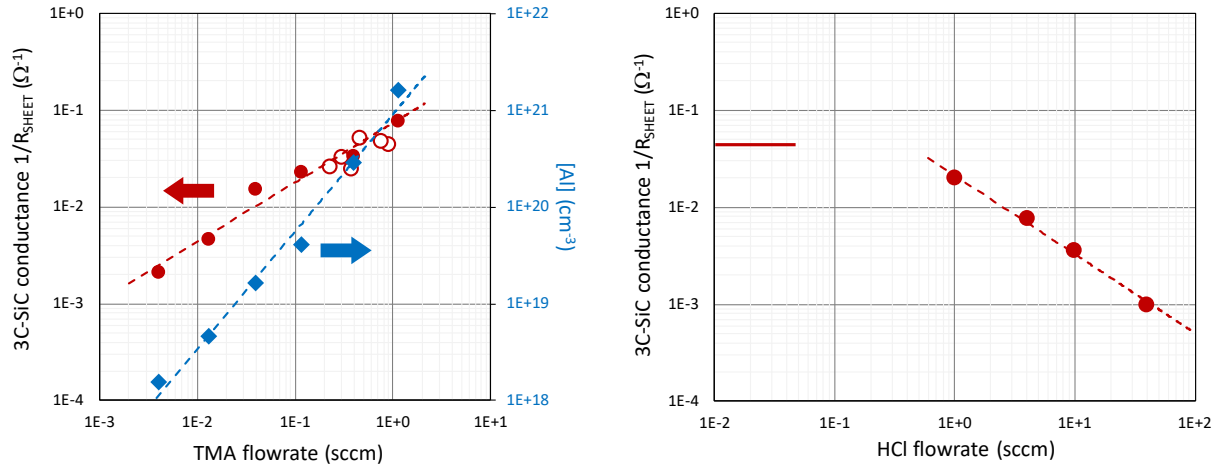 3C-SiC conductance 1/R_SHEET (Ω⁻¹)
1E+0
1E-1
1E-2
1E-3
1E-4
1E-3
1E-2
1E-1
1E+0
1E+1
TMA flowrate (sccm)
1E+22
1E+21
1E+20
1E+19
1E+18
[Al] (cm⁻³)
3C-SiC conductance 1/R_SHEET (Ω⁻¹)
1E+0
1E-1
1E-2
1E-3
1E-4
1E-2
1E-1
1E+0
1E+1
1E+2
HCl flowrate (sccm)